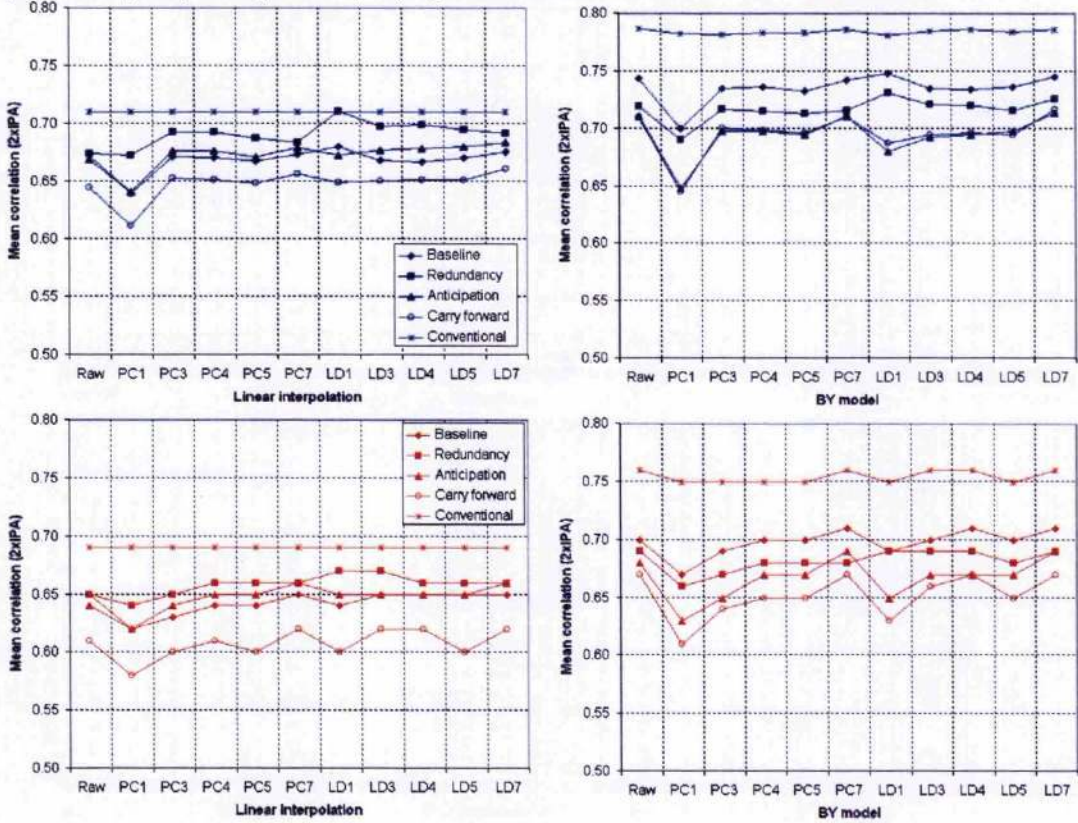 Mean correlation (2xIPA)
0.80
0.75
0.70
0.65
0.60
0.55
0.50
Baseline
Redundancy
Anticipation
Carry forward
Conventional
Raw PC1 PC3 PC4 PC5 PC7 LD1 LD3 LD4 LD5 LD7
Linear interpolation
Mean correlation (2xIPA)
0.80
0.75
0.70
0.65
0.60
0.55
0.50
Raw PC1 PC3 PC4 PC5 PC7 LD1 LD3 LD4 LD5 LD7
BY model
Mean correlation (2xIPA)
0.80
0.75
0.70
0.65
0.60
0.55
0.50
Baseline
Redundancy
Anticipation
Carry forward
Conventional
Raw PC1 PC3 PC4 PC5 PC7 LD1 LD3 LD4 LD5 LD7
Linear interpolation
Mean correlation (2xIPA)
0.80
0.75
0.70
0.65
0.60
0.55
0.50
Raw PC1 PC3 PC4 PC5 PC7 LD1 LD3 LD4 LD5 LD7
BY model